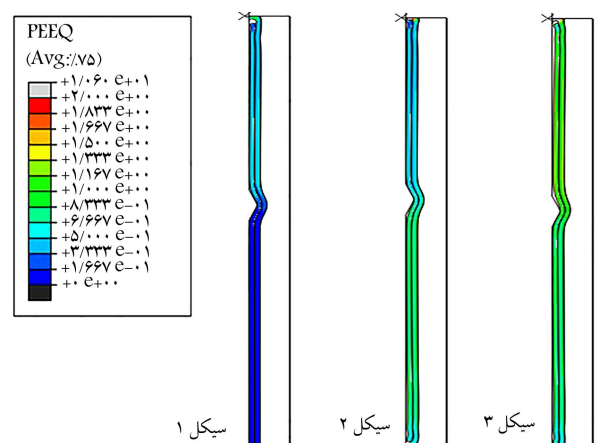 PEEQ
(Avg:٪۷۵)
+۱/۰۶۰ e+۰۱
+۲/۰۰۰ e+۰۰
+۱/۸۳۳ e+۰۰
+۱/۶۶۷ e+۰۰
+۱/۵۰۰ e+۰۰
+۱/۳۳۳ e+۰۰
+۱/۱۶۷ e+۰۰
+۱/۰۰۰ e+۰۰
+۸/۳۳۳ e−۰۱
+۶/۶۶۷ e−۰۱
+۵/۰۰۰ e−۰۱
+۳/۳۳۳ e−۰۱
+۱/۶۶۷ e−۰۱
+۰ e+۰۰
سیکل ۱
سیکل ۲
سیکل ۳